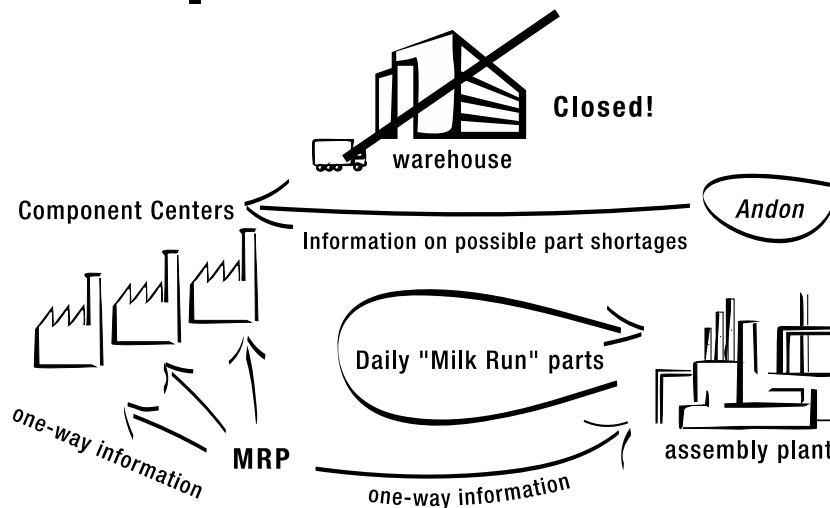 Closed!
warehouse
Component Centers
Andon
Information on possible part shortages
Daily "Milk Run" parts
one-way information
MRP
assembly plant
one-way information